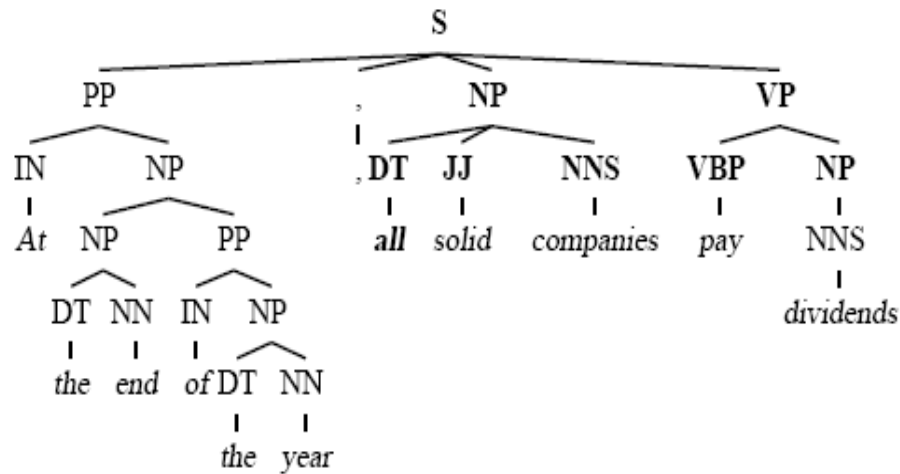 S
PP , NP VP
IN NP , DT JJ NNS VBP NP
At NP PP all solid companies pay NNS
DT NN IN NP dividends
the end of DT NN
the year